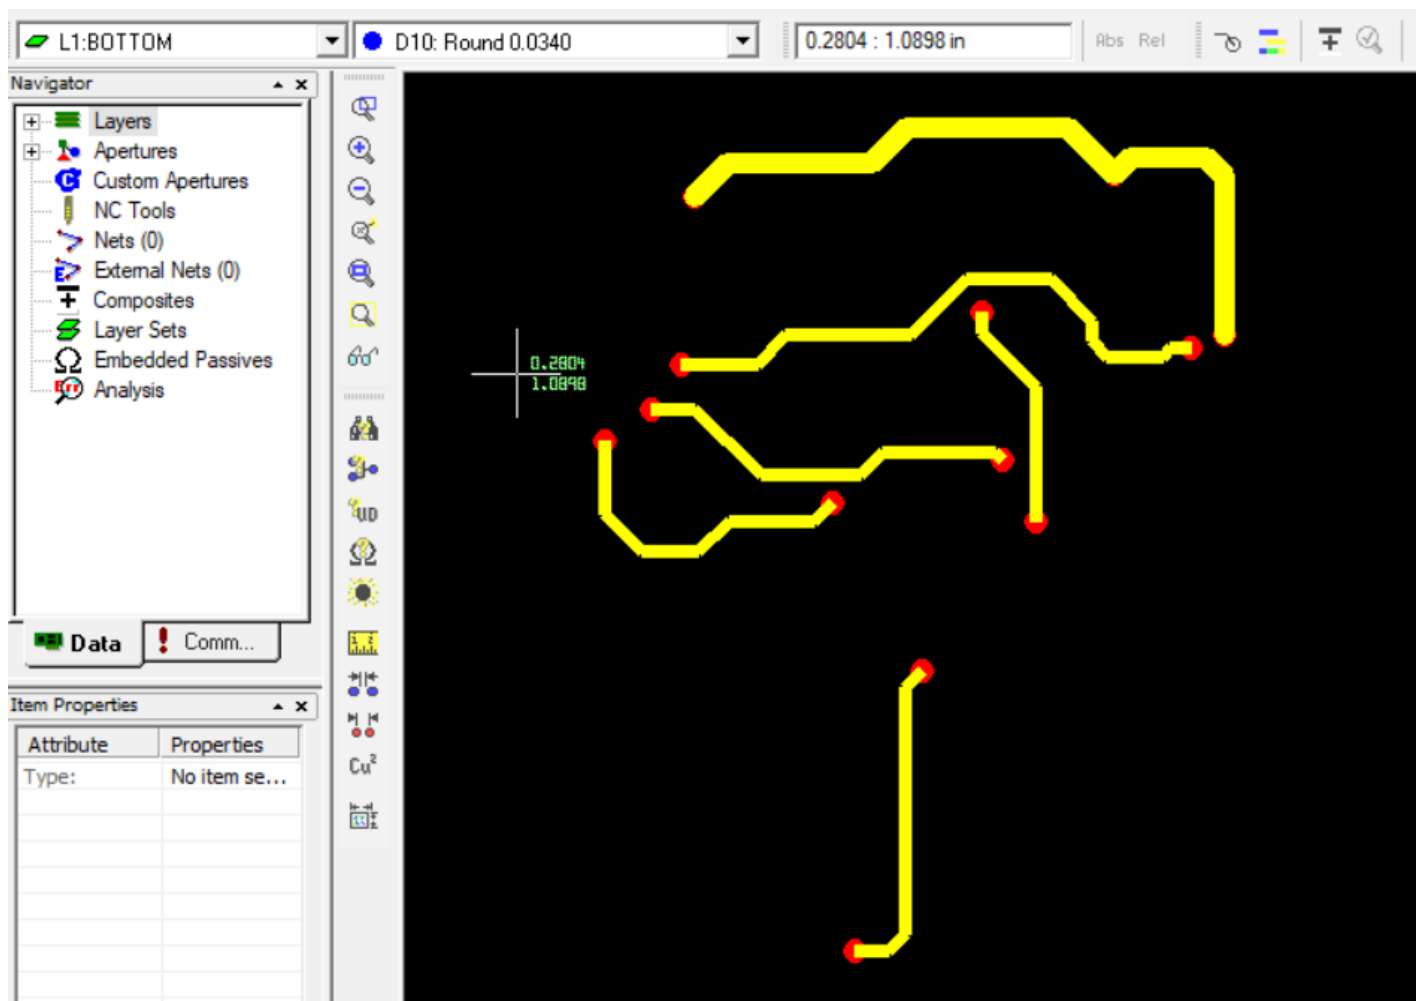 L1:BOTTOM
D10: Round 0.0340
0.2804 : 1.0898 in
Abs Rel
Navigator
Layers
Apertures
Custom Apertures
NC Tools
Nets (0)
External Nets (0)
Composites
Layer Sets
Embedded Passives
Analysis
Data
Comm...
Item Properties
Attribute Properties
Type: No item se...
UD
Cu²
0.2804
1.0898